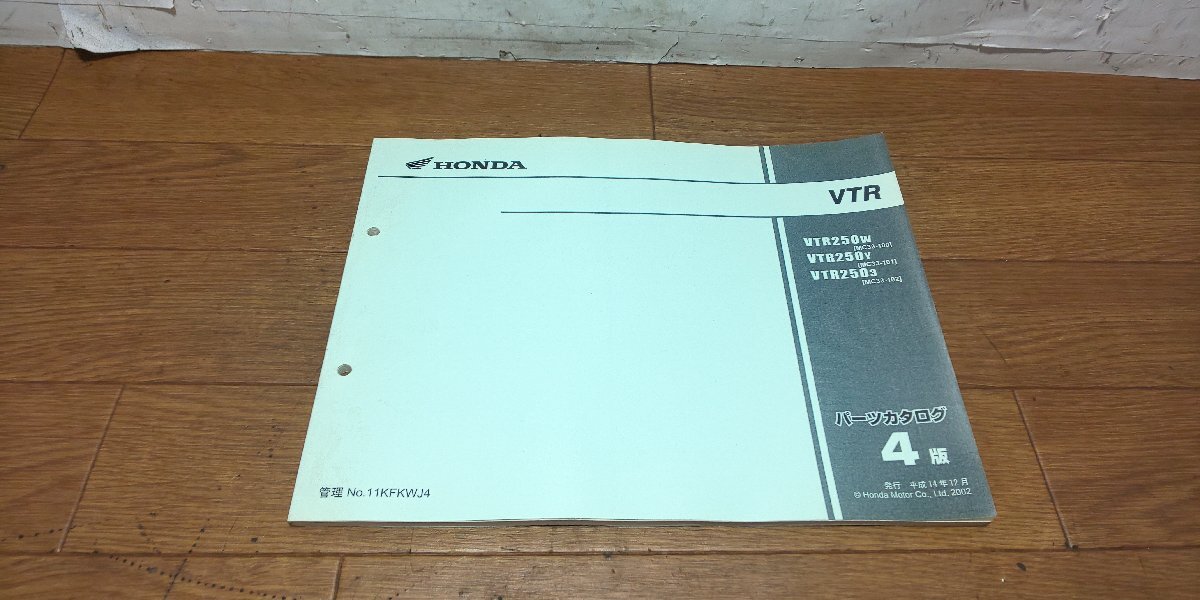 HONDA
VTR
VTR250W
[MC33-100]
VTR250Y
[MC33-101]
VTR2503
[MC33-102]
パーツカタログ
4 版
発行 平成14年12月
© Honda Motor Co., Ltd. 2002
管理 No.11KFKWJ4